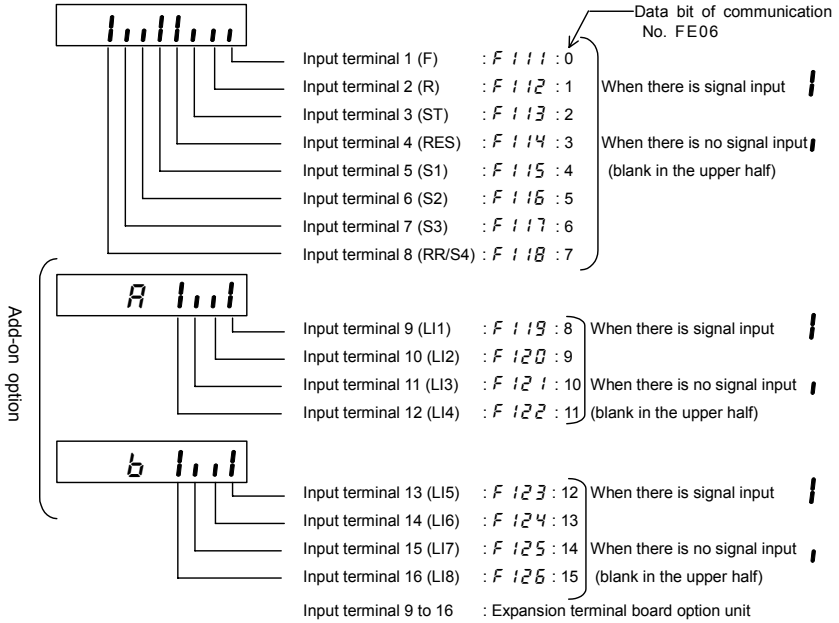 Data bit of communication
No. FE06
Input terminal 1 (F) : F111 : 0
Input terminal 2 (R) : F112 : 1 When there is signal input
Input terminal 3 (ST) : F113 : 2
Input terminal 4 (RES) : F114 : 3 When there is no signal input
Input terminal 5 (S1) : F115 : 4 (blank in the upper half)
Input terminal 6 (S2) : F116 : 5
Input terminal 7 (S3) : F117 : 6
Input terminal 8 (RR/S4) : F118 : 7
Add-on option
A
Input terminal 9 (LI1) : F119 : 8 When there is signal input
Input terminal 10 (LI2) : F120 : 9
Input terminal 11 (LI3) : F121 : 10 When there is no signal input
Input terminal 12 (LI4) : F122 : 11 (blank in the upper half)
b
Input terminal 13 (LI5) : F123 : 12 When there is signal input
Input terminal 14 (LI6) : F124 : 13
Input terminal 15 (LI7) : F125 : 14 When there is no signal input
Input terminal 16 (LI8) : F126 : 15 (blank in the upper half)
Input terminal 9 to 16 : Expansion terminal board option unit